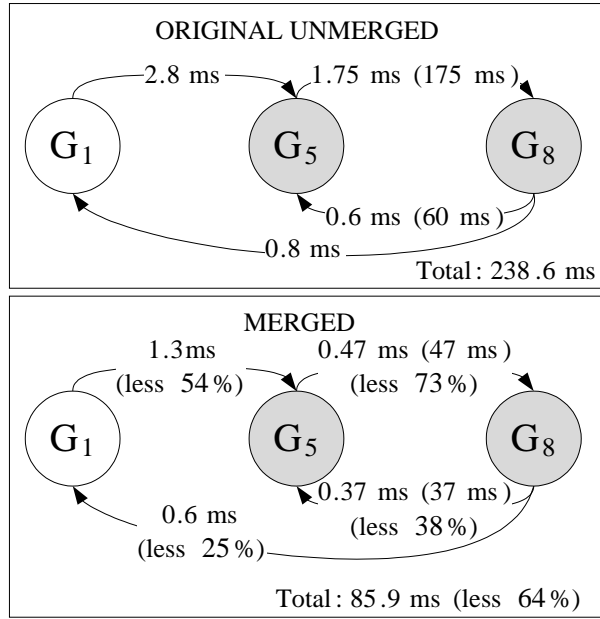 ORIGINAL UNMERGED
2.8 ms 1.75 ms (175 ms)
G1 G5 G8
0.6 ms (60 ms)
0.8 ms
Total: 238.6 ms
MERGED
1.3ms 0.47 ms (47 ms)
(less 54%) (less 73%)
G1 G5 G8
0.37 ms (37 ms)
0.6 ms (less 38%)
(less 25%)
Total: 85.9 ms (less 64%)